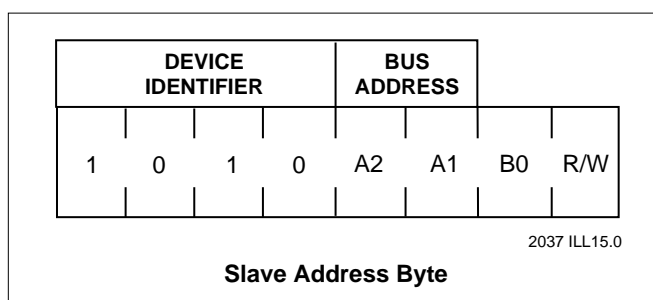 DEVICE IDENTIFIER BUS ADDRESS
1 0 1 0 A2 A1 B0 R/W
2037 ILL15.0
Slave Address Byte